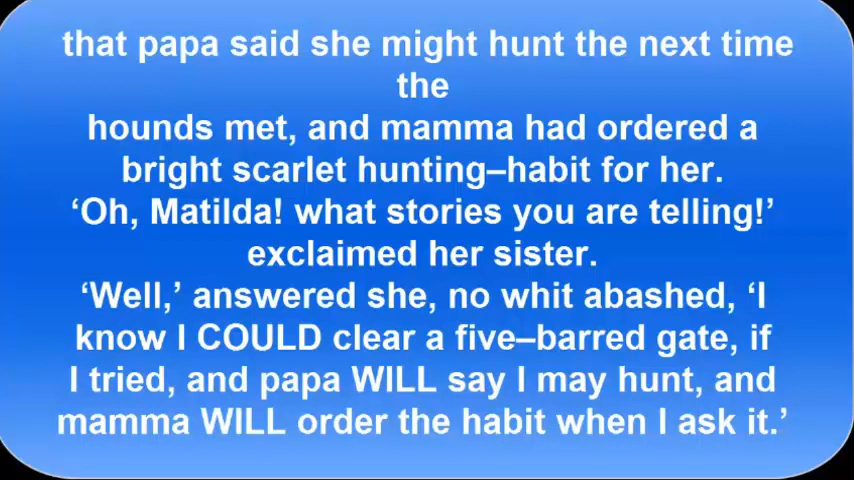 that papa said she might hunt the next time
the
hounds met, and mamma had ordered a
bright scarlet hunting–habit for her.
‘Oh, Matilda! what stories you are telling!’
exclaimed her sister.
‘Well,’ answered she, no whit abashed, ‘I
know I COULD clear a five–barred gate, if
I tried, and papa WILL say I may hunt, and
mamma WILL order the habit when I ask it.’